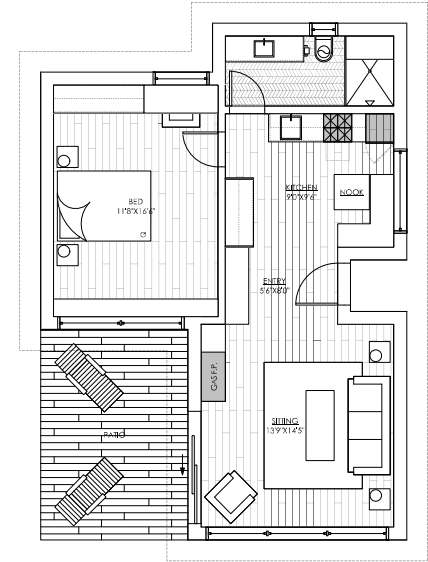 KITCHEN
9'0"X9'6"
NOOK
BED
11'8"X16'6"
ENTRY
5'6"X8'0"
GAS F.P.
SITTING
13'9"X14'5"
PATIO